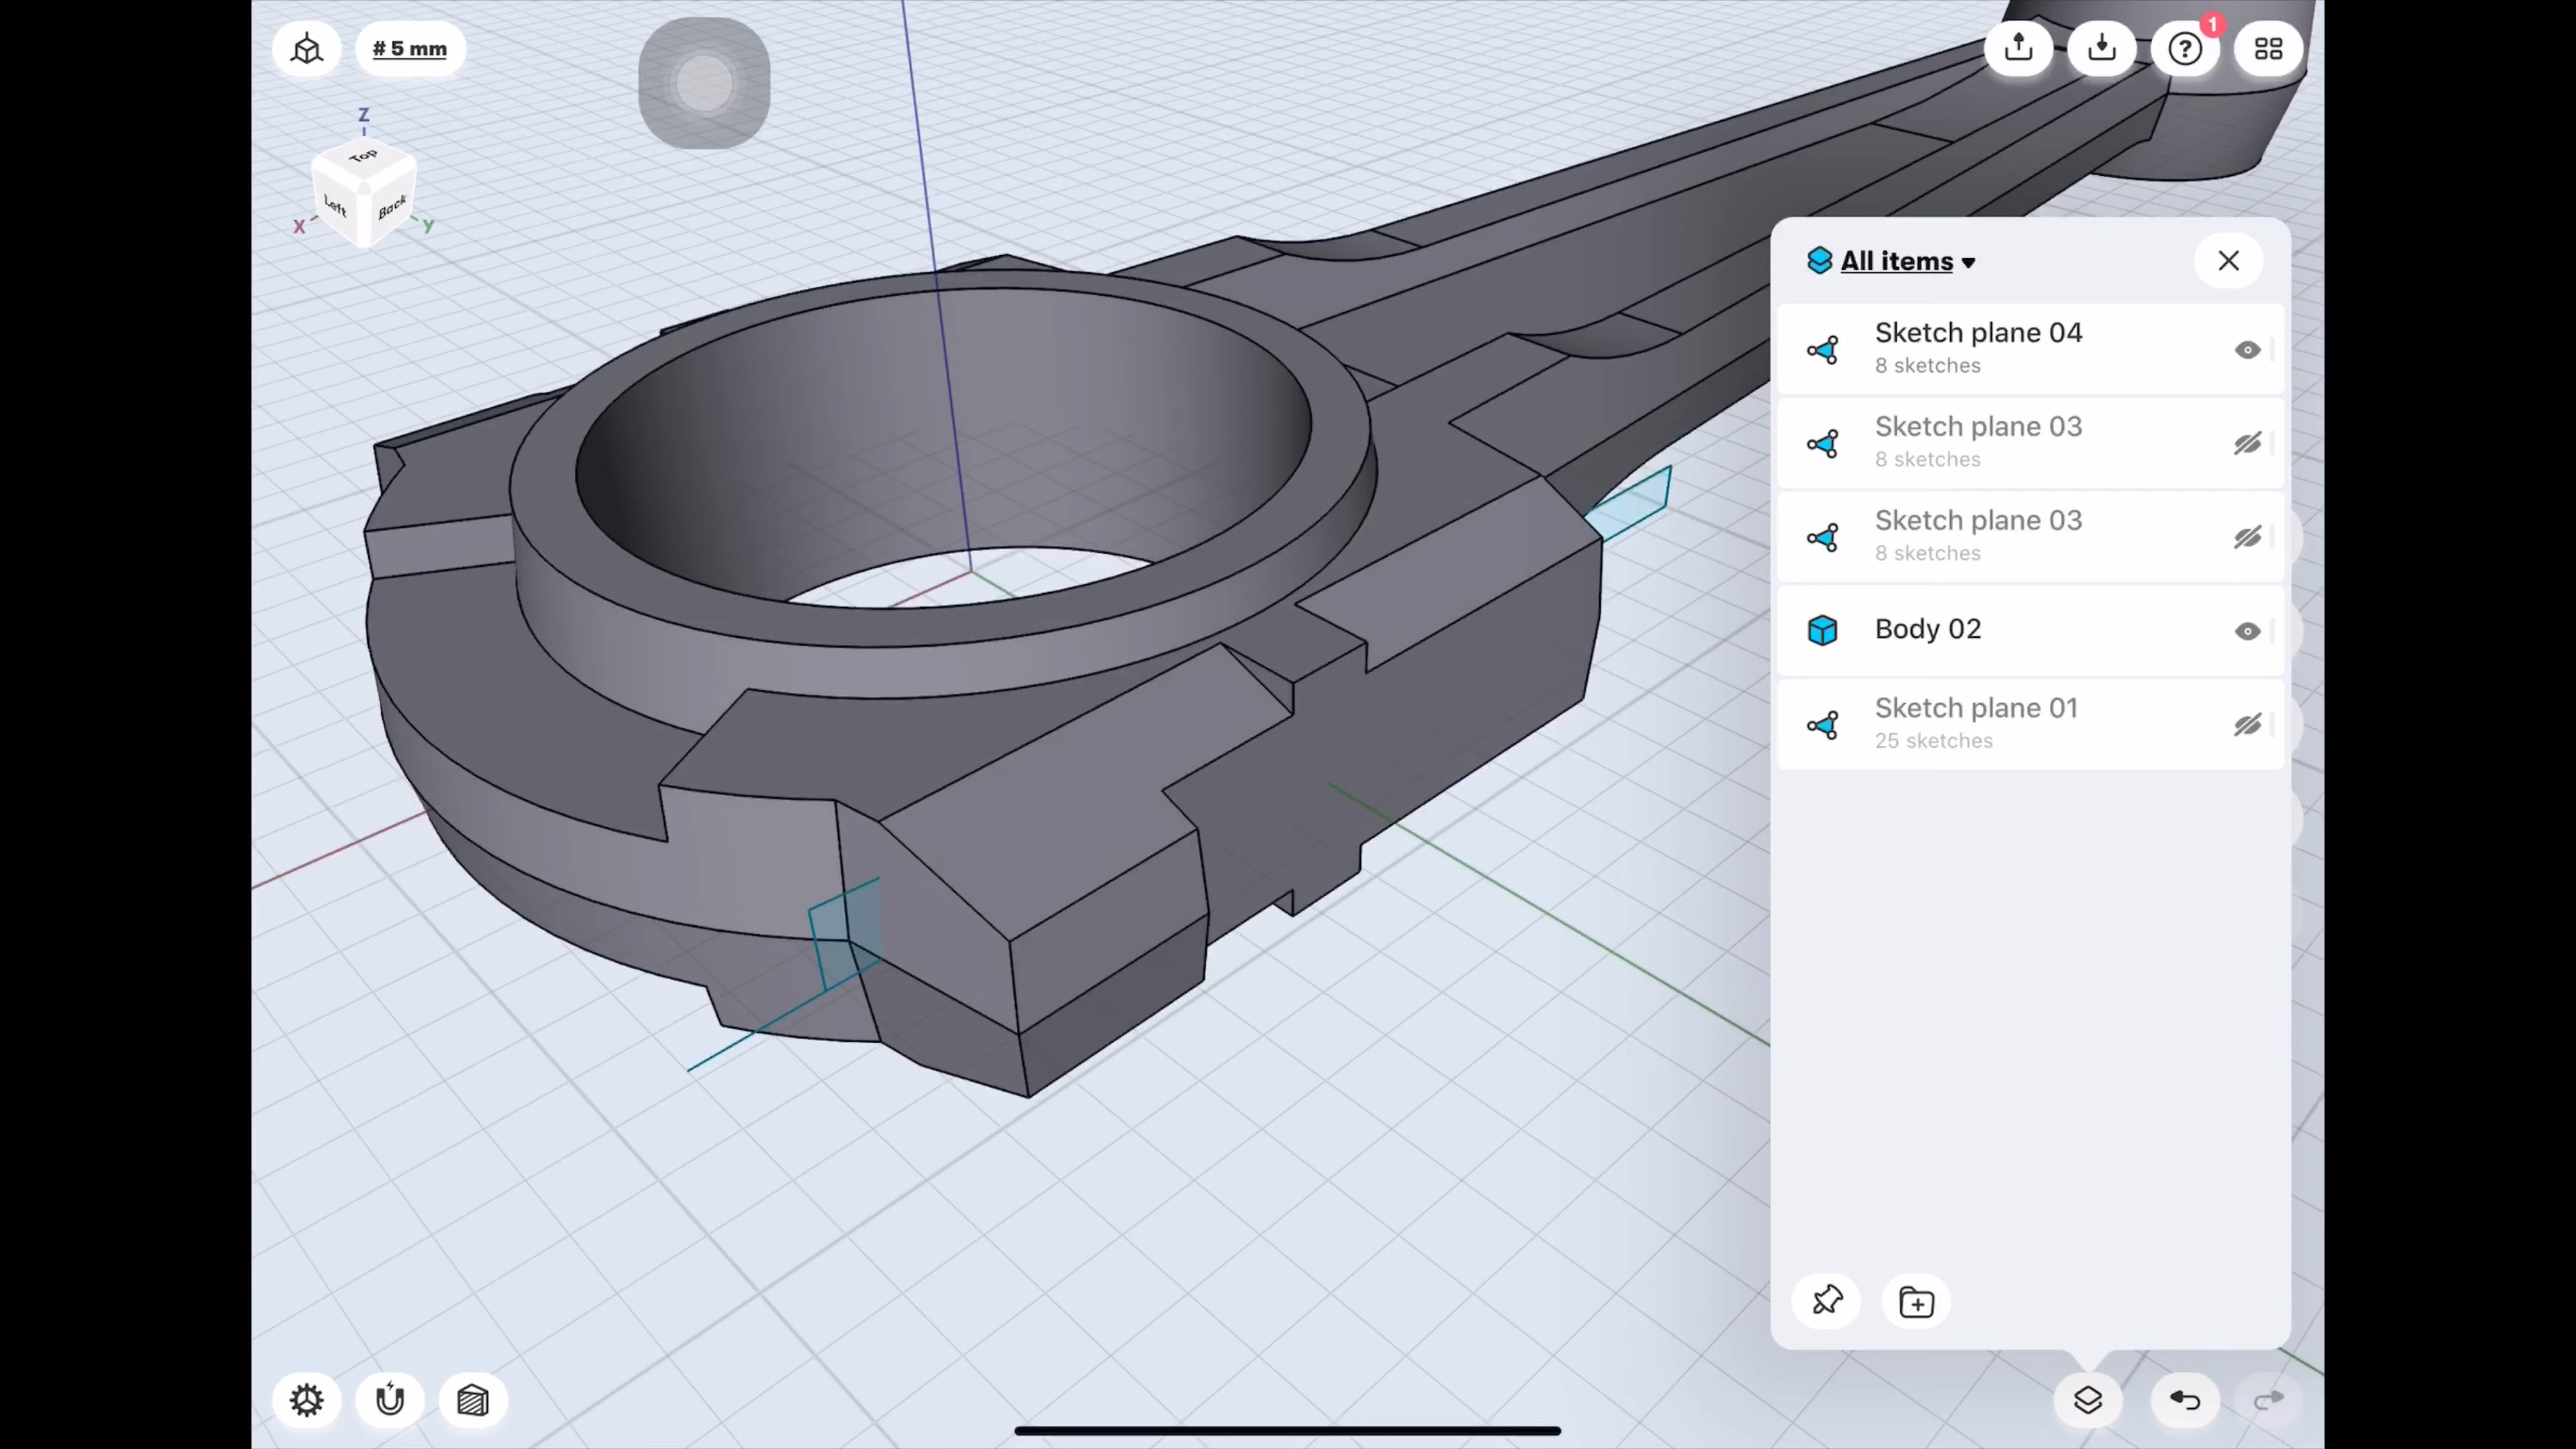 # 5 mm
1
Z
Top
Left
Back
X
Y
All items
Sketch plane 04
8 sketches
Sketch plane 03
8 sketches
Sketch plane 03
8 sketches
Body 02
Sketch plane 01
25 sketches